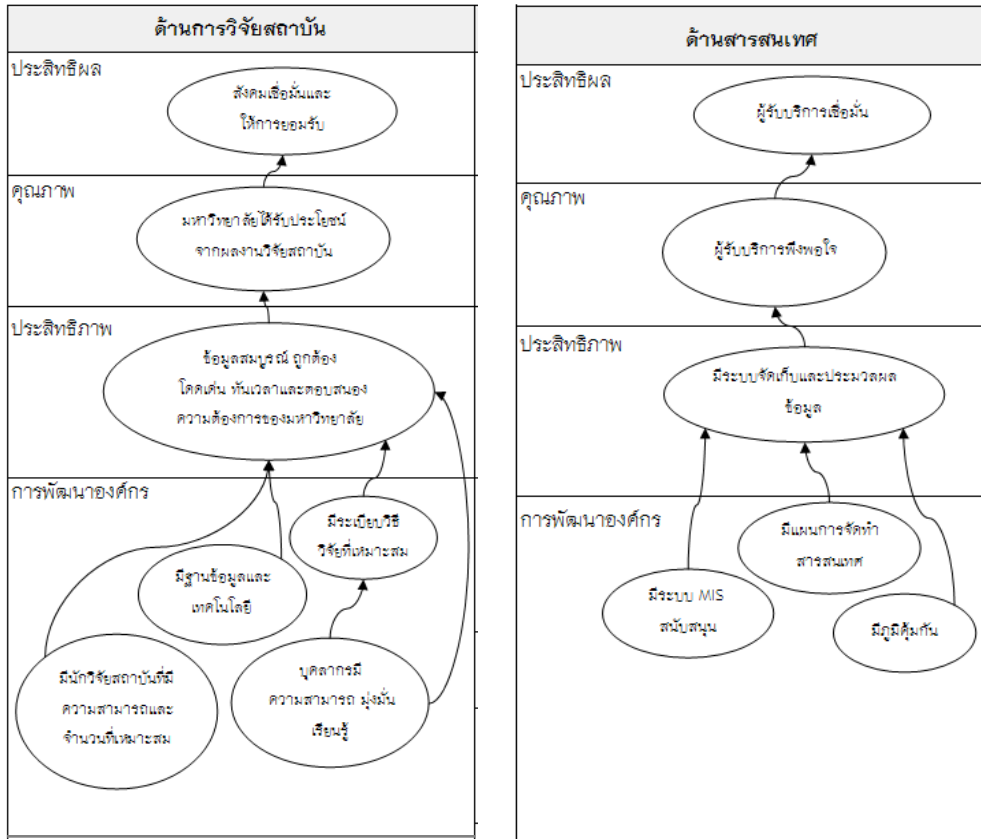 ด้านการวิจัยสถาบัน
ประสิทธิผล
สังคมเชื่อมั่นและ
ให้การยอมรับ
คุณภาพ
มหาวิทยาลัยได้รับประโยชน์
จากผลงานวิจัยสถาบัน
ประสิทธิภาพ
ข้อมูลสมบูรณ์ ถูกต้อง
โดดเด่น ทันเวลาและตอบสนอง
ความต้องการของมหาวิทยาลัย
การพัฒนาองค์กร
มีระเบียบวิธี
วิจัยที่เหมาะสม
มีฐานข้อมูลและ
เทคโนโลยี
มีนักวิจัยสถาบันที่มี
ความสามารถและ
จำนวนที่เหมาะสม
บุคลากรมี
ความสามารถ มุ่งมั่น
เรียนรู้
ด้านสารสนเทศ
ประสิทธิผล
ผู้รับบริการเชื่อมั่น
คุณภาพ
ผู้รับบริการพึงพอใจ
ประสิทธิภาพ
มีระบบจัดเก็บและประมวลผล
ข้อมูล
การพัฒนาองค์กร
มีแผนการจัดทำ
สารสนเทศ
มีระบบ MIS
สนับสนุน
มีภูมิคุ้มกัน